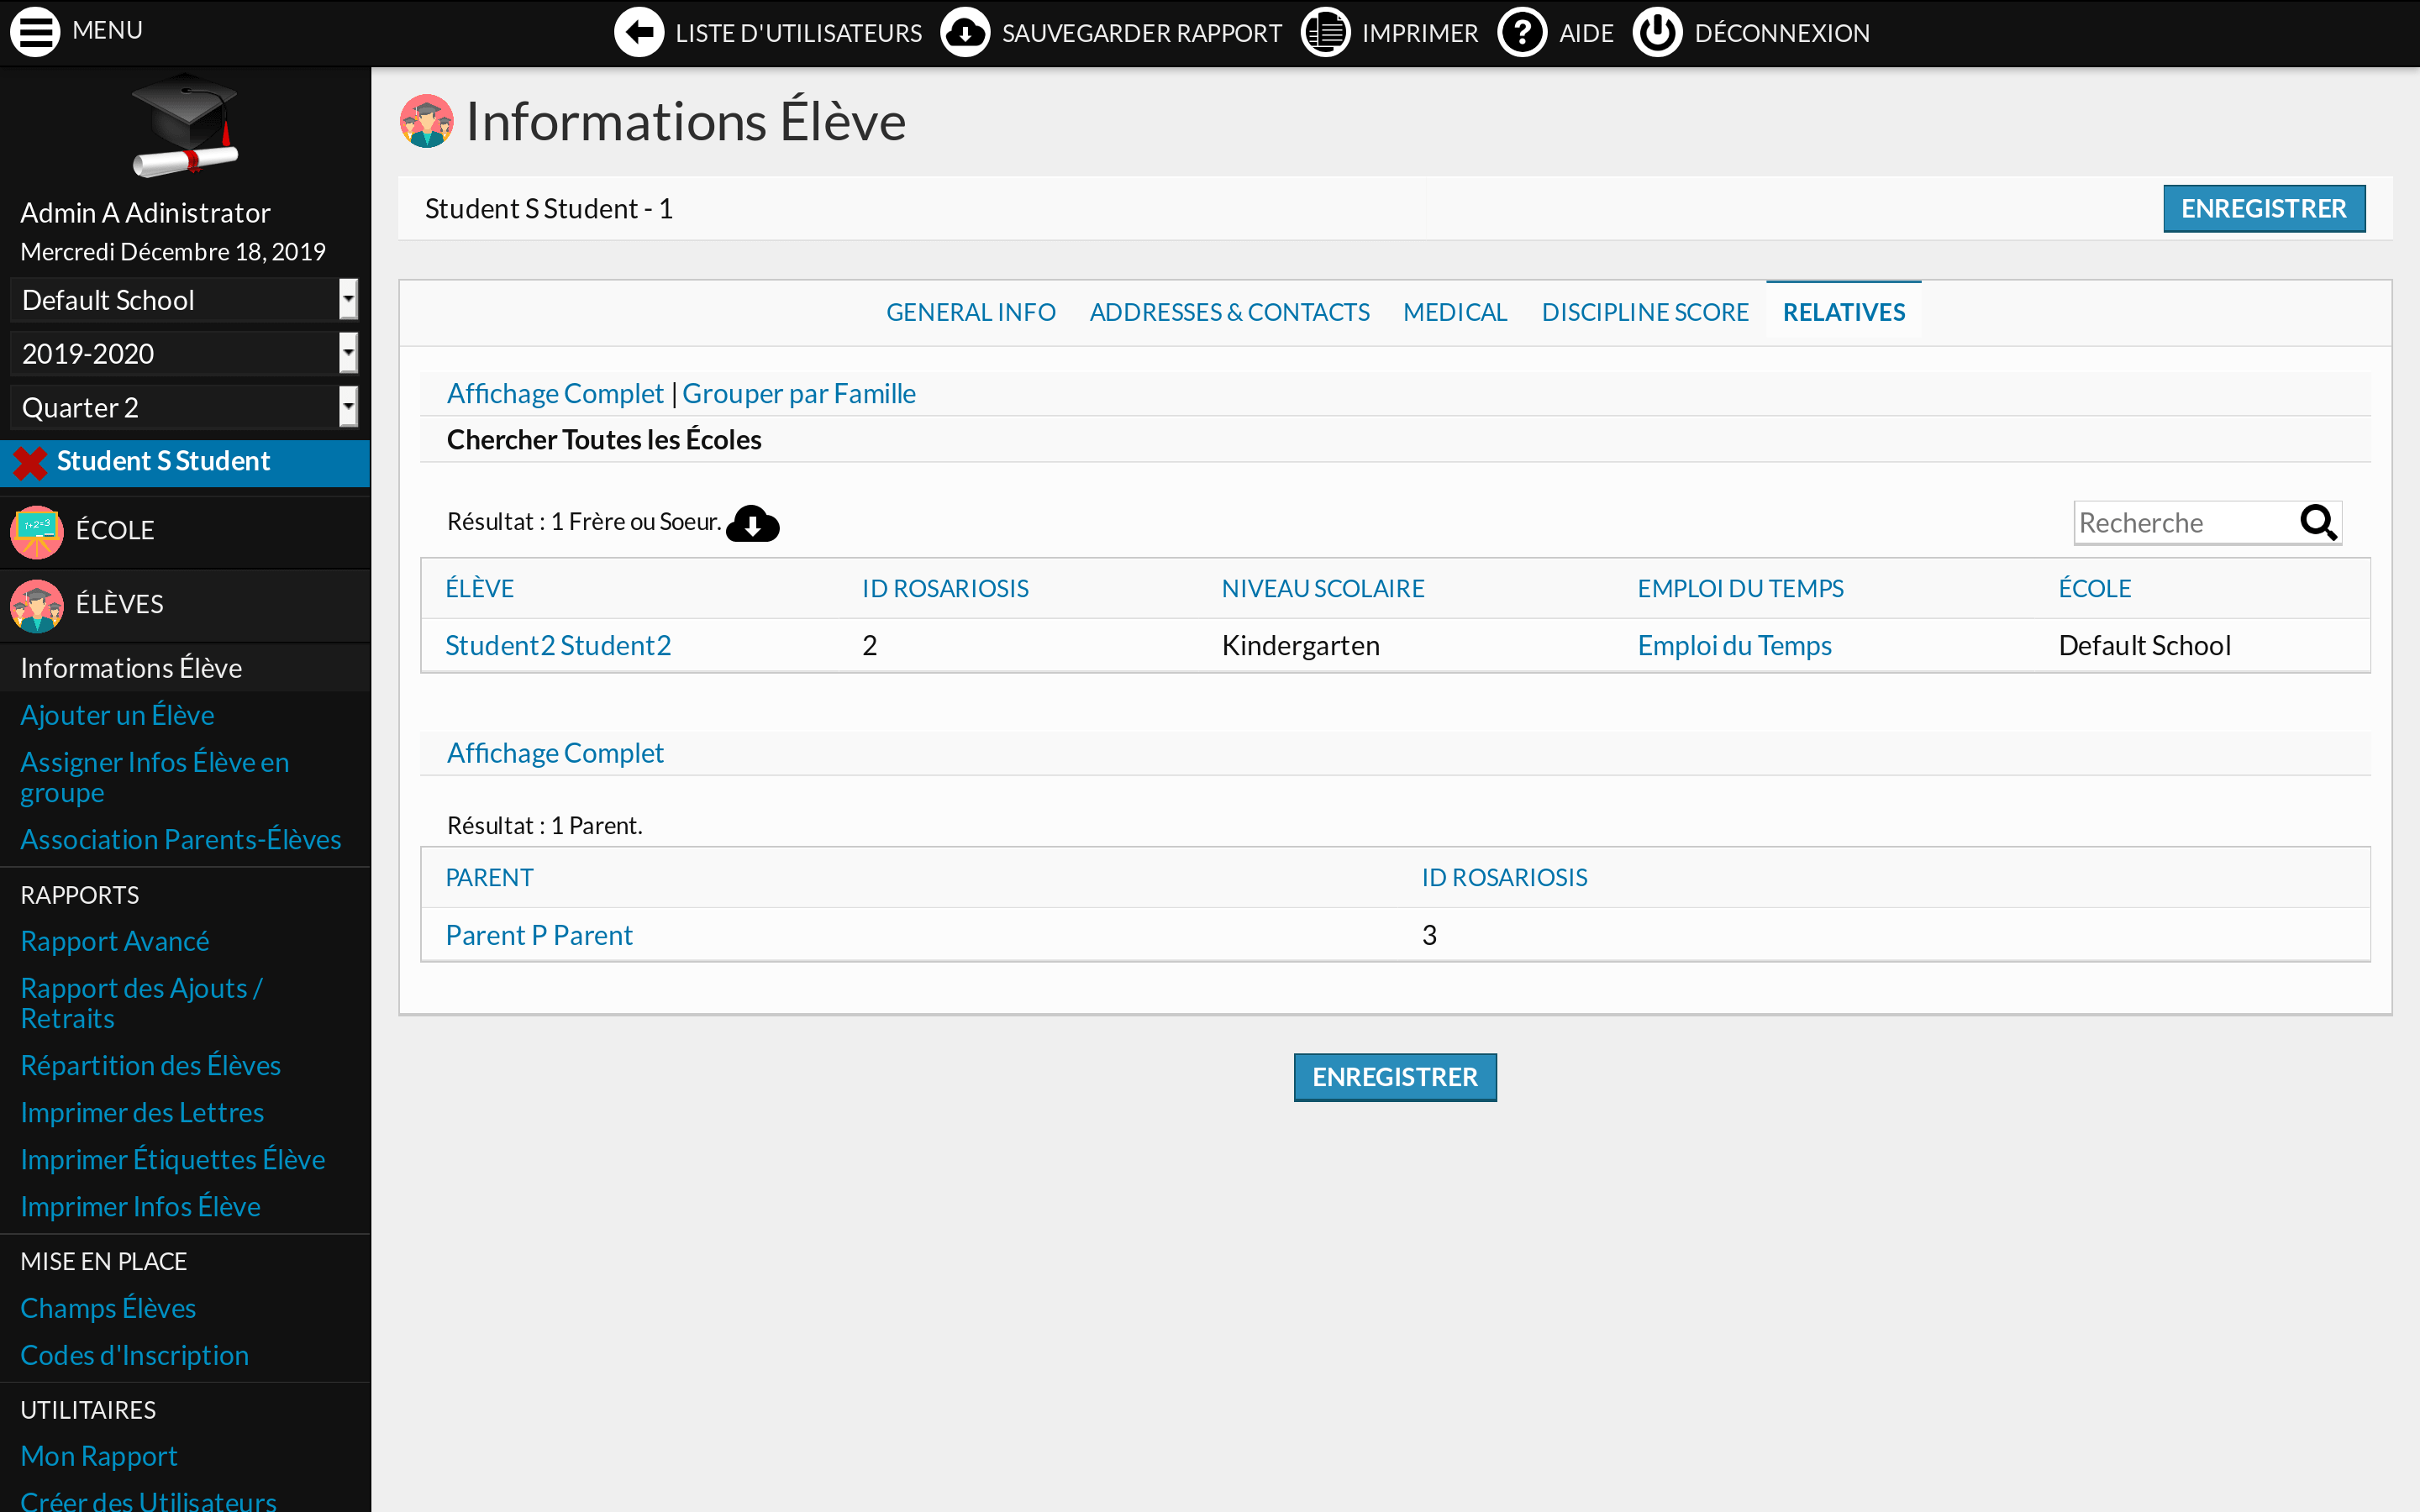 MENU
LISTE D'UTILISATEURS
SAUVEGARDER RAPPORT
IMPRIMER
? AIDE
DÉCONNEXION
Admin A Adinistrator
Mercredi Décembre 18, 2019
Default School
2019-2020
Quarter 2
Student S Student
1+2=3 ÉCOLE
ÉLÈVES
Informations Élève
Ajouter un Élève
Assigner Infos Élève en
groupe
Association Parents-Élèves
RAPPORTS
Rapport Avancé
Rapport des Ajouts /
Retraits
Répartition des Élèves
Imprimer des Lettres
Imprimer Étiquettes Élève
Imprimer Infos Élève
MISE EN PLACE
Champs Élèves
Codes d'Inscription
UTILITAIRES
Mon Rapport
Créer des Utilisateurs
Informations Élève
Student S Student - 1
ENREGISTRER
GENERAL INFO ADDRESSES & CONTACTS MEDICAL DISCIPLINE SCORE RELATIVES
Affichage Complet | Grouper par Famille
Chercher Toutes les Écoles
Résultat : 1 Frère ou Soeur.
Recherche
ÉLÈVE ID ROSARIOSIS NIVEAU SCOLAIRE EMPLOI DU TEMPS ÉCOLE
Student2 Student2 2 Kindergarten Emploi du Temps Default School
Affichage Complet
Résultat : 1 Parent.
PARENT ID ROSARIOSIS
Parent P Parent 3
ENREGISTRER